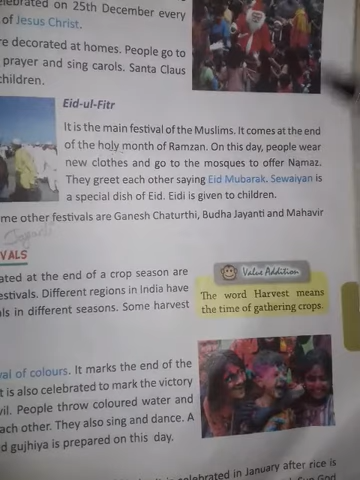 elebrated on 25th December every
of Jesus Christ.
re decorated at homes. People go to
prayer and sing carols. Santa Claus
children.
Eid-ul-Fitr
It is the main festival of the Muslims. It comes at the end
of the holy month of Ramzan. On this day, people wear
new clothes and go to the mosques to offer Namaz.
They greet each other saying Eid Mubarak. Sewaiyan is
a special dish of Eid. Eidi is given to children.
me other festivals are Ganesh Chaturthi, Budha Jayanti and Mahavir
VALS
ated at the end of a crop season are
estivals. Different regions in India have
ls in different seasons. Some harvest
Value Addition
The word Harvest means
the time of gathering crops.
val of colours. It marks the end of the
t is also celebrated to mark the victory
vil. People throw coloured water and
ach other. They also sing and dance. A
d gujhiya is prepared on this day.
celebrated in January after rice is
God